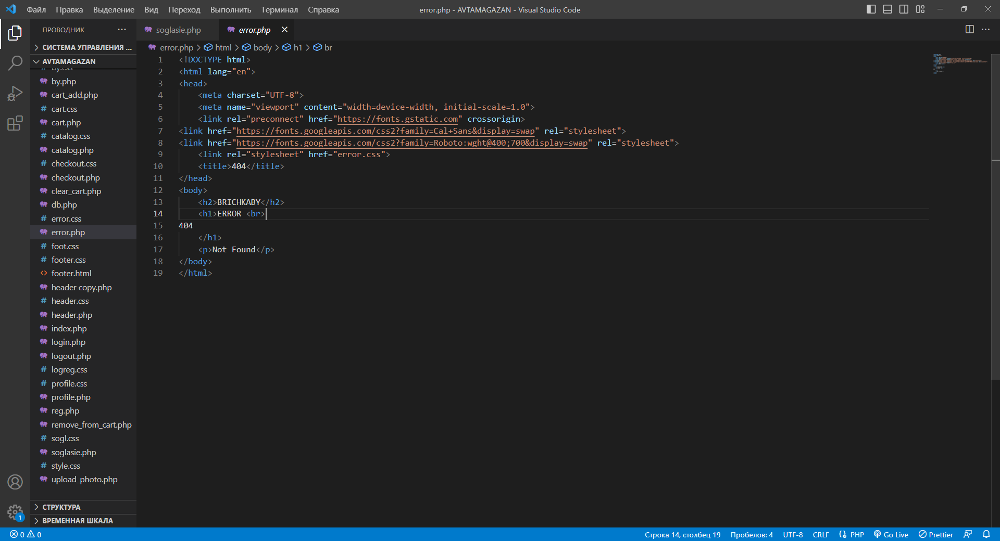 Файл Правка Выделение Вид Переход Выполнить Терминал Справка
error.php - AVTAMAGAZAN - Visual Studio Code
ПРОВОДНИК
СИСТЕМА УПРАВЛЕНИЯ ...
AVTAMAGAZAN
by.css
by.php
cart_add.php
cart.css
cart.php
catalog.css
catalog.php
checkout.css
checkout.php
clear_cart.php
db.php
error.css
error.php
foot.css
footer.css
footer.html
header copy.php
header.css
header.php
index.php
login.php
logout.php
logreg.css
profile.css
profile.php
reg.php
remove_from_cart.php
sogl.css
soglasie.php
style.css
upload_photo.php
СТРУКТУРА
ВРЕМЕННАЯ ШКАЛА
soglasie.php error.php
error.php > html > body > h1 > br
1 <!DOCTYPE html>
2 <html lang="en">
3 <head>
4     <meta charset="UTF-8">
5     <meta name="viewport" content="width=device-width, initial-scale=1.0">
6     <link rel="preconnect" href="https://fonts.gstatic.com" crossorigin>
7 <link href="https://fonts.googleapis.com/css2?family=Cal+Sans&display=swap" rel="stylesheet">
8 <link href="https://fonts.googleapis.com/css2?family=Roboto:wght@400;700&display=swap" rel="stylesheet">
9     <link rel="stylesheet" href="error.css">
10     <title>404</title>
11 </head>
12 <body>
13     <h2>BRICHKABY</h2>
14     <h1>ERROR <br>
15 404
16     </h1>
17     <p>Not Found</p>
18 </body>
19 </html>
1
0 0 Строка 14, столбец 19 Пробелов: 4 UTF-8 CRLF PHP Go Live Prettier